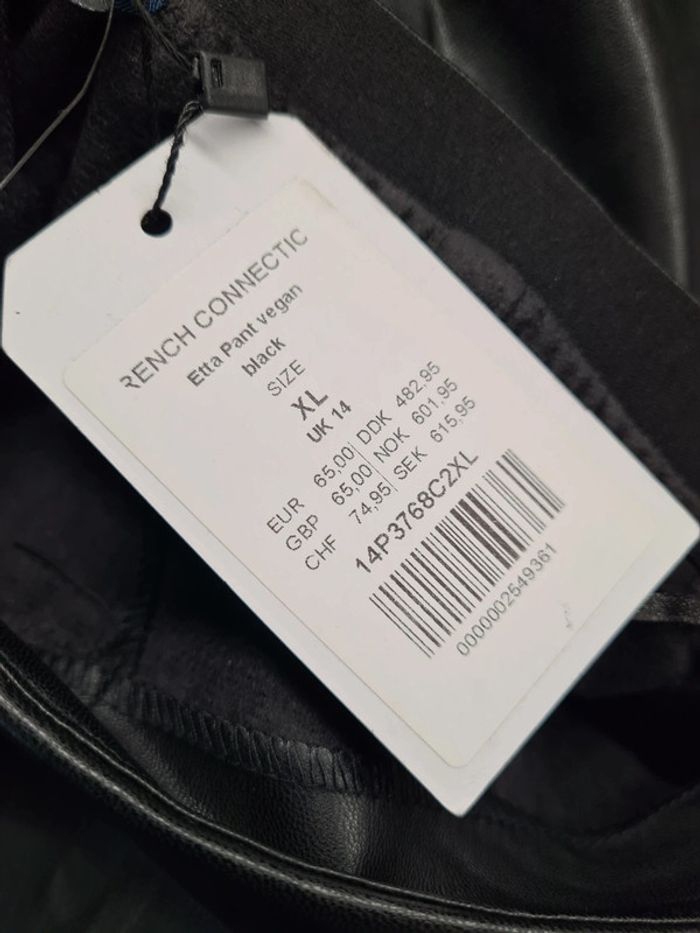 RENCH CONNECTIC
Etta Pant vegan
black
SIZE
XL
UK 14
EUR 65,00| DDK 482,95
GBP 65,00| NOK 601,95
CHF 74,95| SEK 615,95
14P3768C2XL
0000002549361